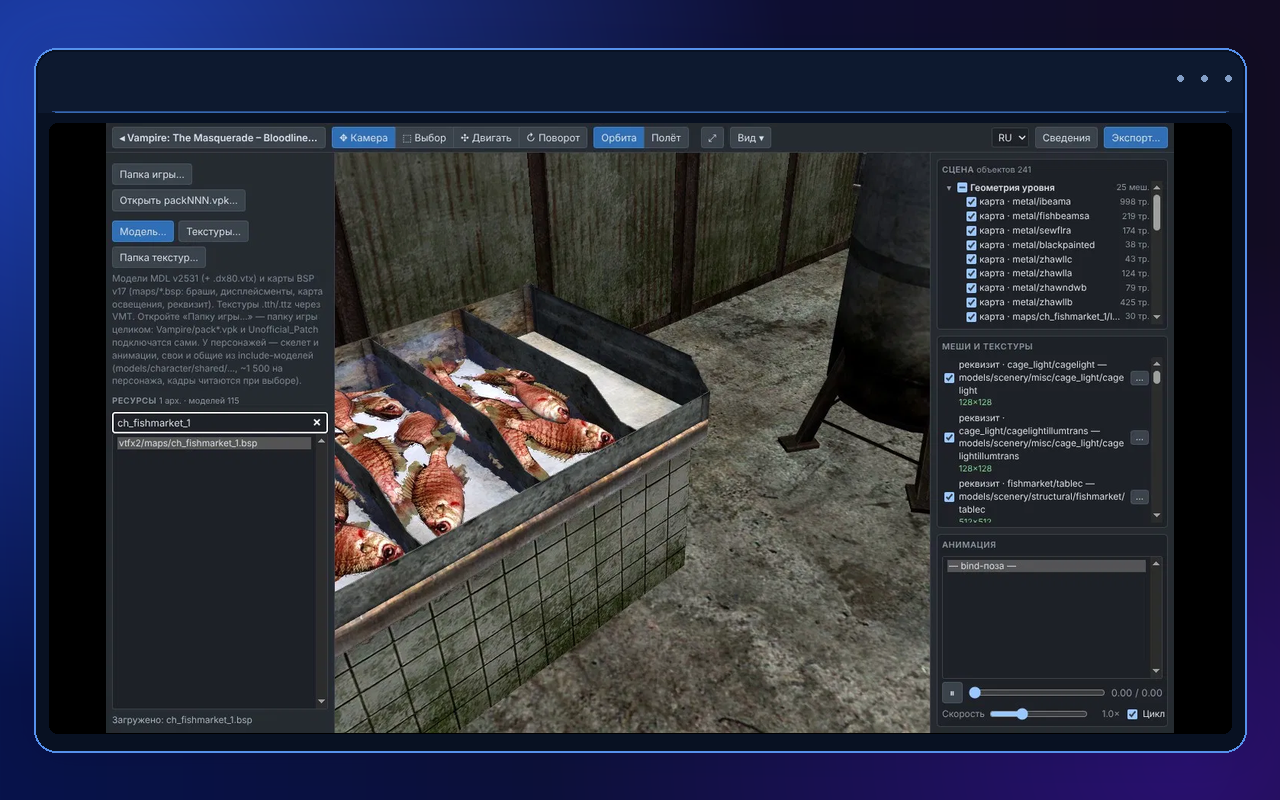 ◂ Vampire: The Masquerade – Bloodline...
✥ Камера
Выбор
✣ Двигать
↻ Поворот
Орбита
Полёт
⤢
Вид ▾
RU
Сведения
Экспорт...
Папка игры...
Открыть packNNN.vpk...
Модель...
Текстуры...
Папка текстур...
Модели MDL v2531 (+ .dx80.vtx) и карты BSP
v17 (maps/*.bsp: браши, дисплейсменты, карта
освещения, реквизит). Текстуры .tth/.ttz через
VMT. Откройте «Папку игры...» — папку игры
целиком: Vampire/pack*.vpk и Unofficial_Patch
подключатся сами. У персонажей — скелет и
анимации, свои и общие из include-моделей
(models/character/shared/..., ~1 500 на
персонажа, кадры читаются при выборе).
РЕСУРСЫ 1 арх. · моделей 115
ch_fishmarket_1
vtfx2/maps/ch_fishmarket_1.bsp
Загружено: ch_fishmarket_1.bsp
СЦЕНА объектов 241
Геометрия уровня 25 меш.
карта · metal/ibeama 998 тр.
карта · metal/fishbeamsa 219 тр.
карта · metal/sewflra 174 тр.
карта · metal/blackpainted 38 тр.
карта · metal/zhawllc 43 тр.
карта · metal/zhawlla 124 тр.
карта · metal/zhawndwb 79 тр.
карта · metal/zhawllb 425 тр.
карта · maps/ch_fishmarket_1/l... 30 тр.
МЕШИ И ТЕКСТУРЫ
реквизит · cage_light/cagelight —
models/scenery/misc/cage_light/cage
light
128×128
реквизит ·
cage_light/cagelightillumtrans —
models/scenery/misc/cage_light/cage
lightillumtrans
128×128
реквизит · fishmarket/tablec —
models/scenery/structural/fishmarket/
tablec
512×512
АНИМАЦИЯ
— bind-поза —
0.00 / 0.00
Скорость 1.0× Цикл